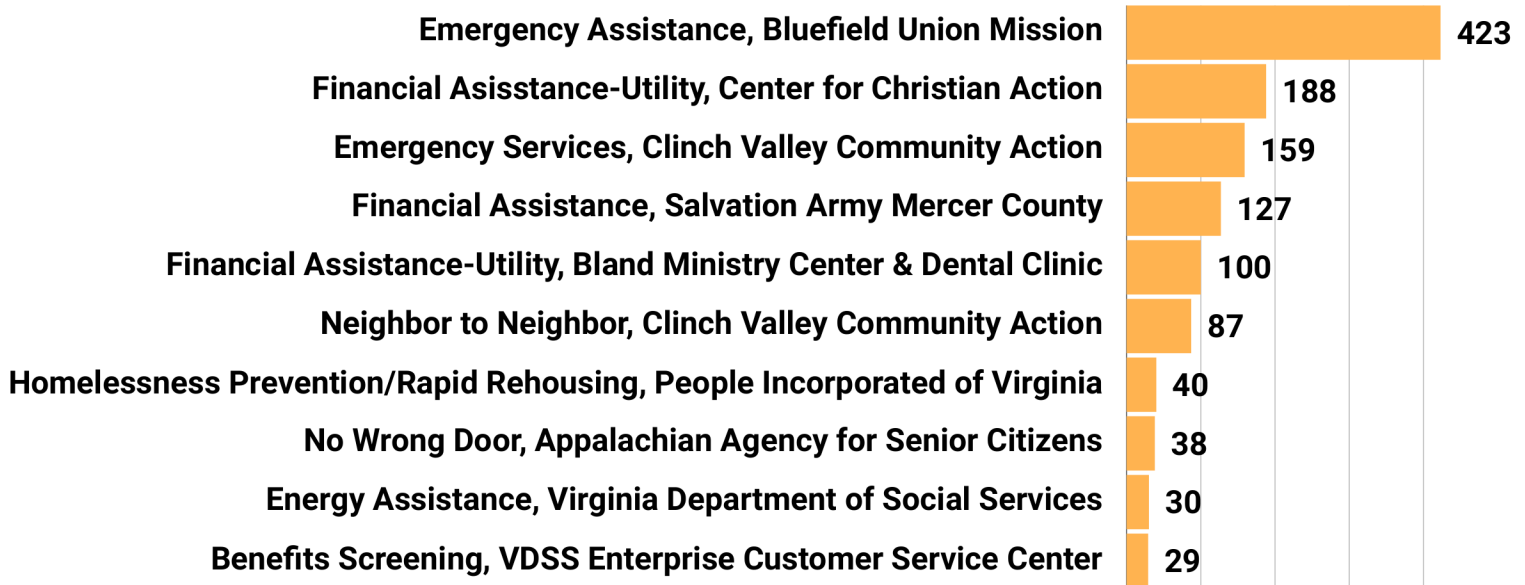 Emergency Assistance, Bluefield Union Mission 423
Financial Asisstance-Utility, Center for Christian Action 188
Emergency Services, Clinch Valley Community Action 159
Financial Assistance, Salvation Army Mercer County 127
Financial Assistance-Utility, Bland Ministry Center & Dental Clinic 100
Neighbor to Neighbor, Clinch Valley Community Action 87
Homelessness Prevention/Rapid Rehousing, People Incorporated of Virginia 40
No Wrong Door, Appalachian Agency for Senior Citizens 38
Energy Assistance, Virginia Department of Social Services 30
Benefits Screening, VDSS Enterprise Customer Service Center 29